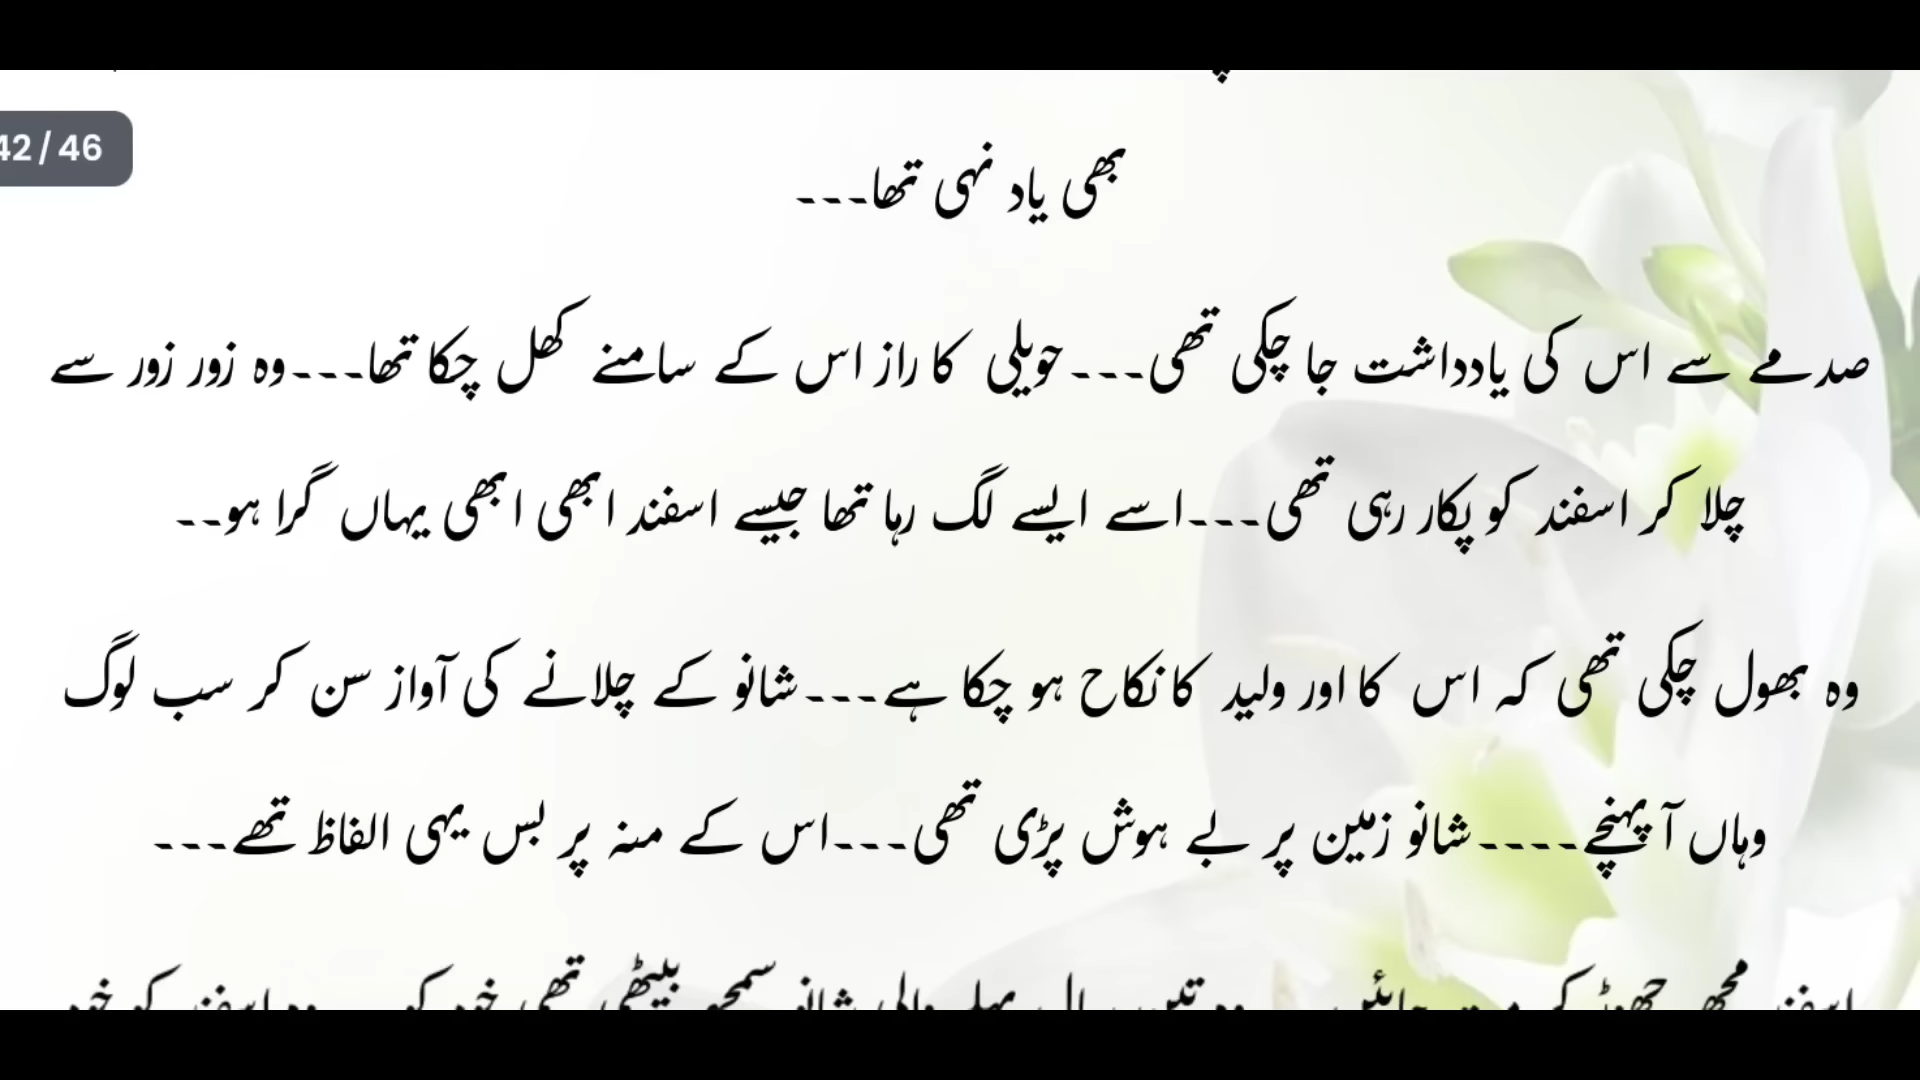 42/46
بھی یاد نہی تھا---
صدمے سے اس کی یادداشت جا چکی تھی---حویلی کا راز اس کے سامنے کھل چکا تھا---وہ زور زور سے
چلا کر اسفند کو پکار رہی تھی---اسے ایسے لگ رہا تھا جیسے اسفند ابھی ابھی یہاں گرا ہو--
وہ بھول چکی تھی کہ اس کا اور ولید کا نکاح ہو چکا ہے---شانو کے چلانے کی آواز سن کر سب لوگ
وہاں آ پہنچے----شانو زمین پر بے ہوش پڑی تھی---اس کے منہ پر بس یہی الفاظ تھے---